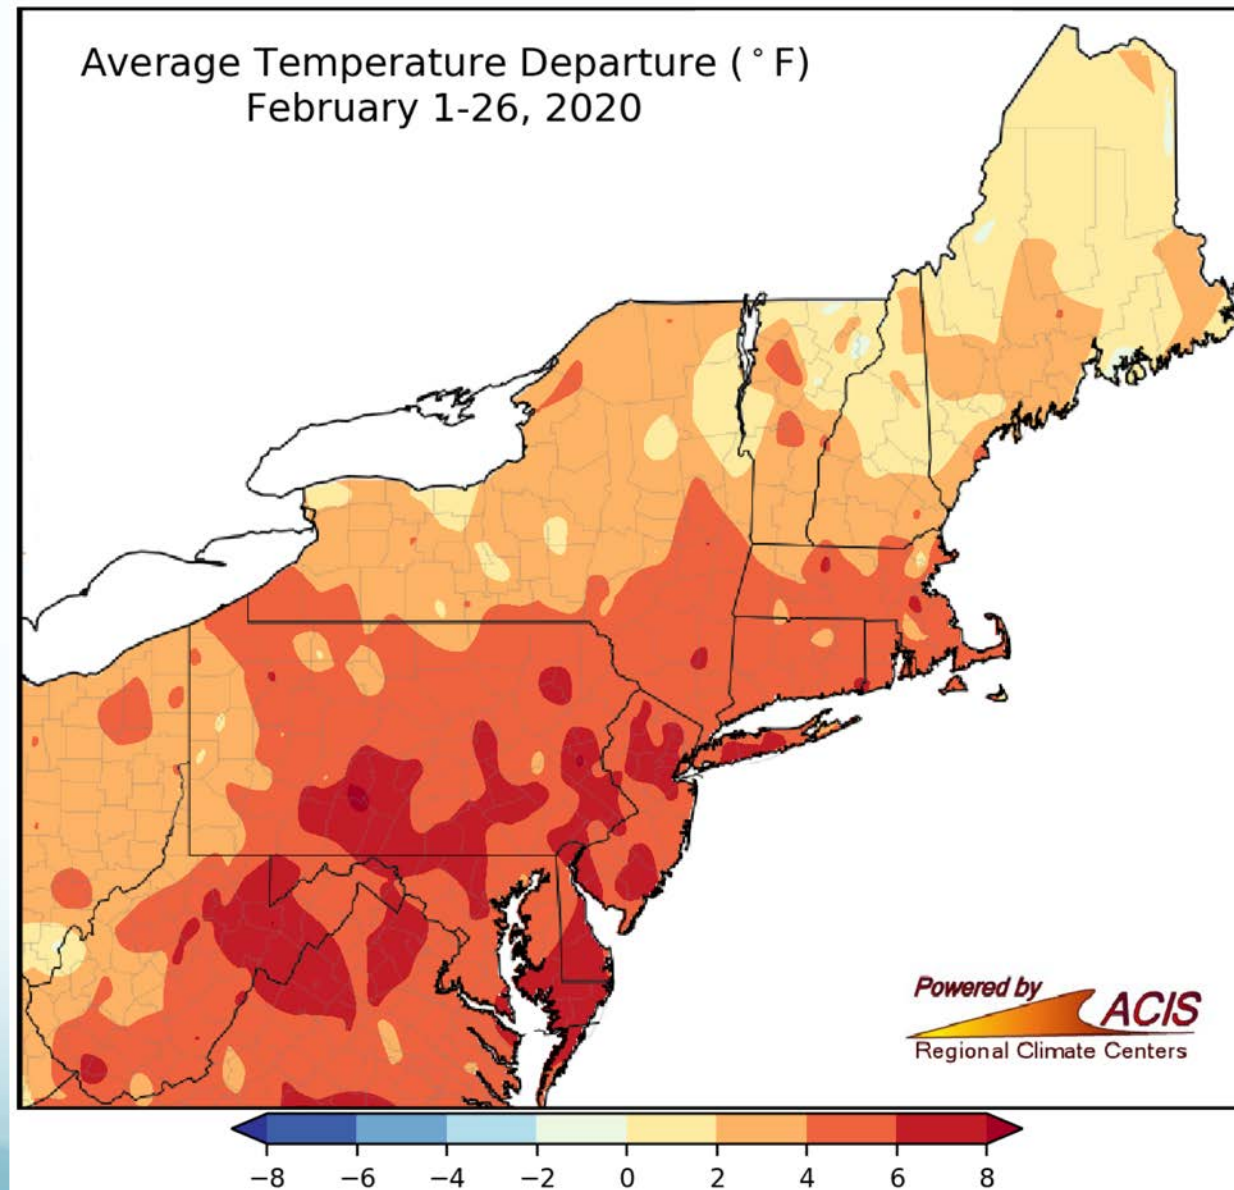 Average Temperature Departure (°F)
February 1-26, 2020
Powered by
ACIS
Regional Climate Centers
−8 −6 −4 −2 0 2 4 6 8